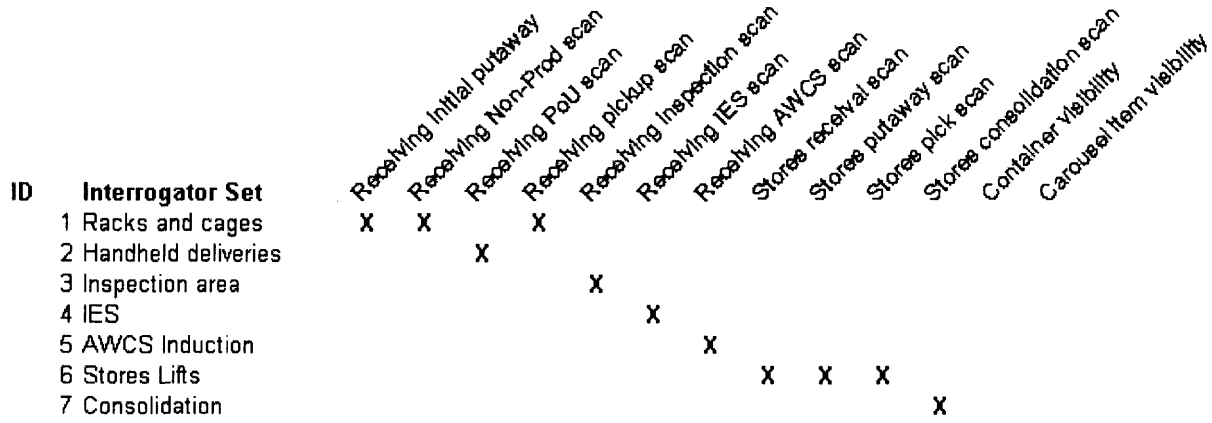 Receiving initial putaway
Receiving Non-Prod scan
Receiving PoU scan
Receiving pickup scan
Receiving Inspection scan
Receiving IES scan
Receiving AWCS scan
Stores receival scan
Stores putaway scan
Stores pick scan
Stores consolidation scan
Container visibility
Carousel item visibility
ID Interrogator Set
1 Racks and cages X X X
2 Handheld deliveries X
3 Inspection area X
4 IES X
5 AWCS Induction X
6 Stores Lifts X X X
7 Consolidation X